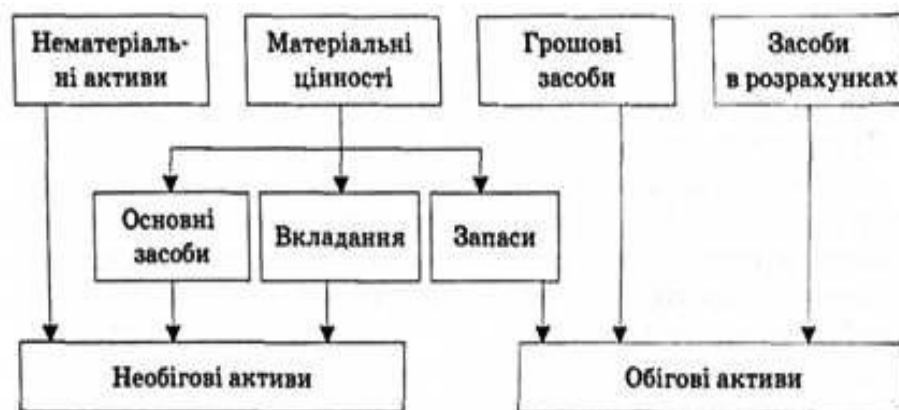 Нематеріаль-
ні активи
Матеріальні
цінності
Грошові
засоби
Засоби
в розрахунках
Основні
засоби
Вкладання
Запаси
Необігові активи
Обігові активи